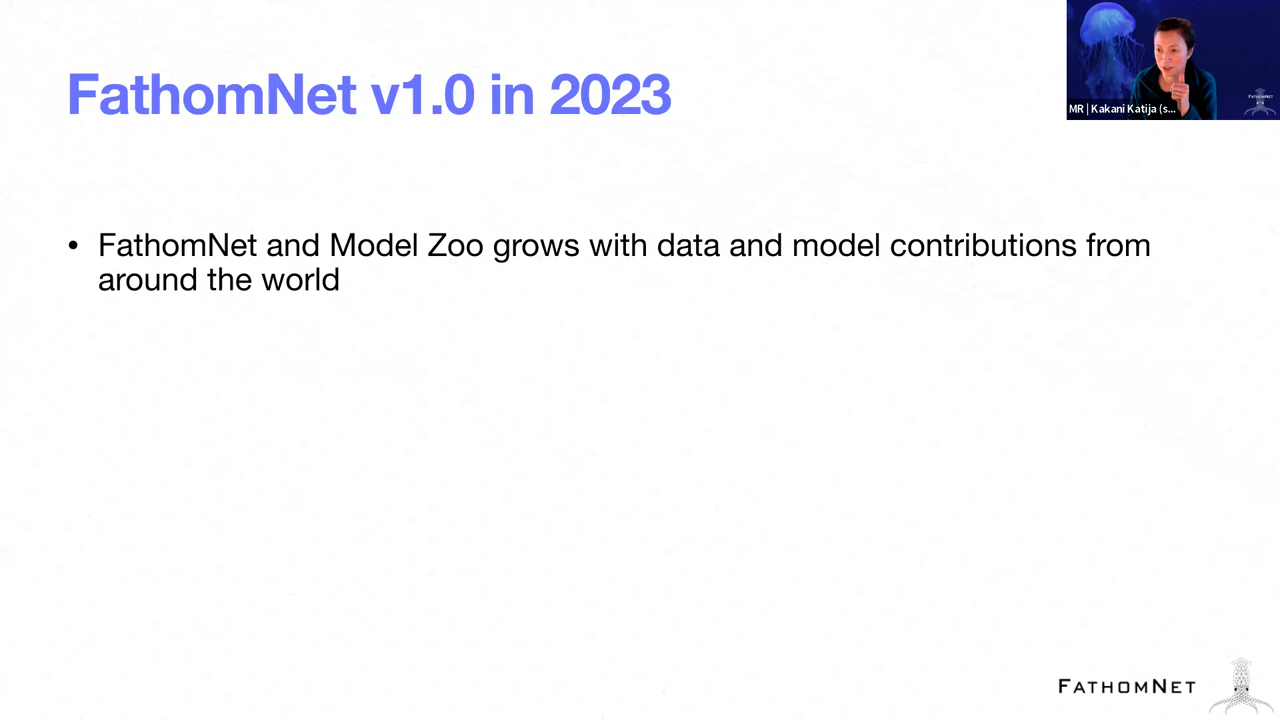 FathomNet v1.0 in 2023
MR | Kakani Katija (s...
FATHOMNET
• FathomNet and Model Zoo grows with data and model contributions from
around the world
FATHOMNET